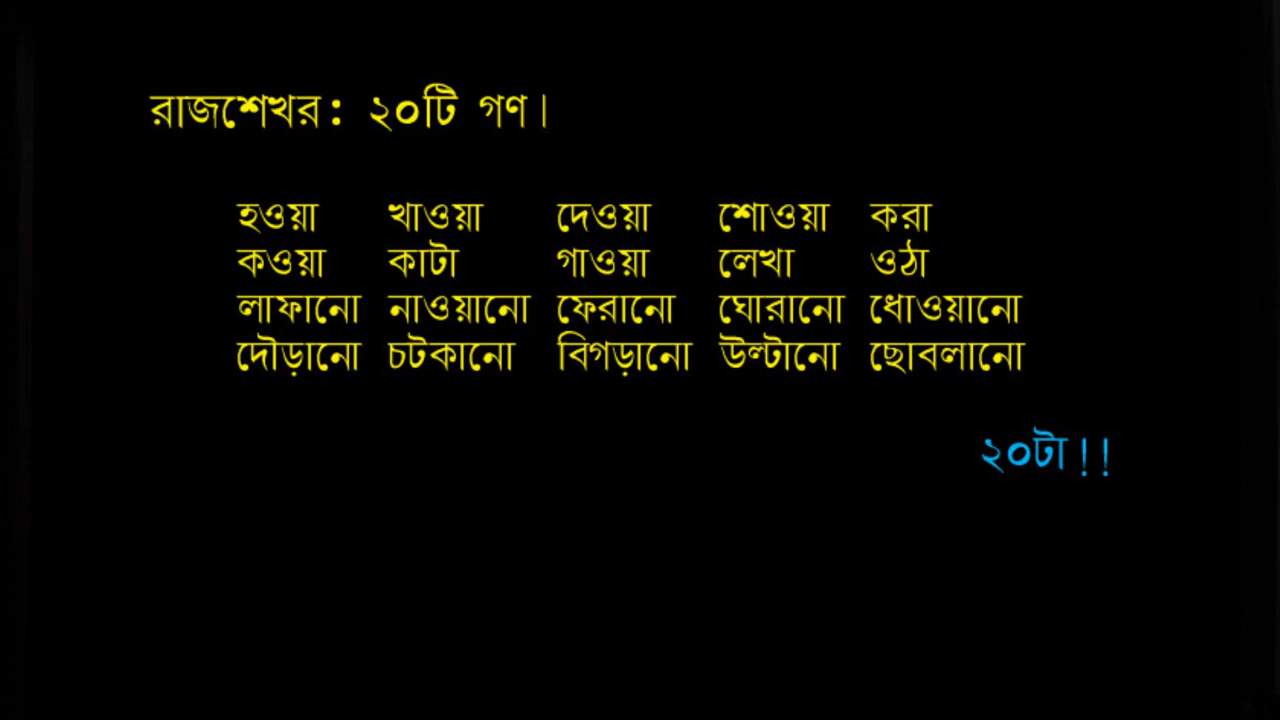 রাজশেখর: ২০টি গণ।
হওয়া খাওয়া দেওয়া শোওয়া করা
কওয়া কাটা গাওয়া লেখা ওঠা
লাফানো নাওয়ানো ফেরানো ঘোরানো ধোওয়ানো
দৌড়ানো চটকানো বিগড়ানো উল্টানো ছোবলানো
২০টা!!